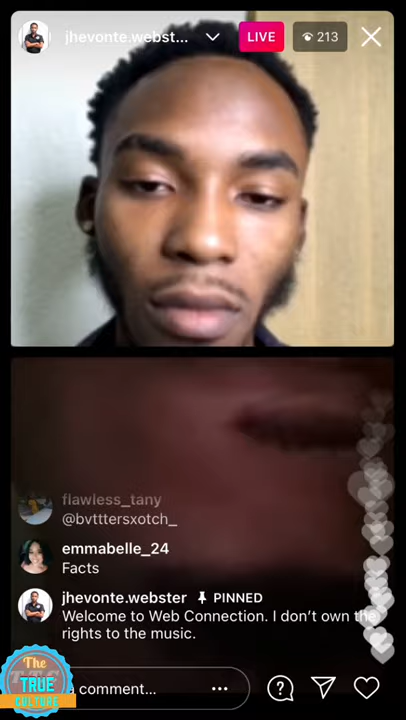 jhevonte.webst...
LIVE
213
flawless_tany
@bvtttersxotch_
emmabelle_24
Facts
jhevonte.webster PINNED
Welcome to Web Connection. I don’t own the
rights to the music.
The
TRUE
CULTURE
a comment...